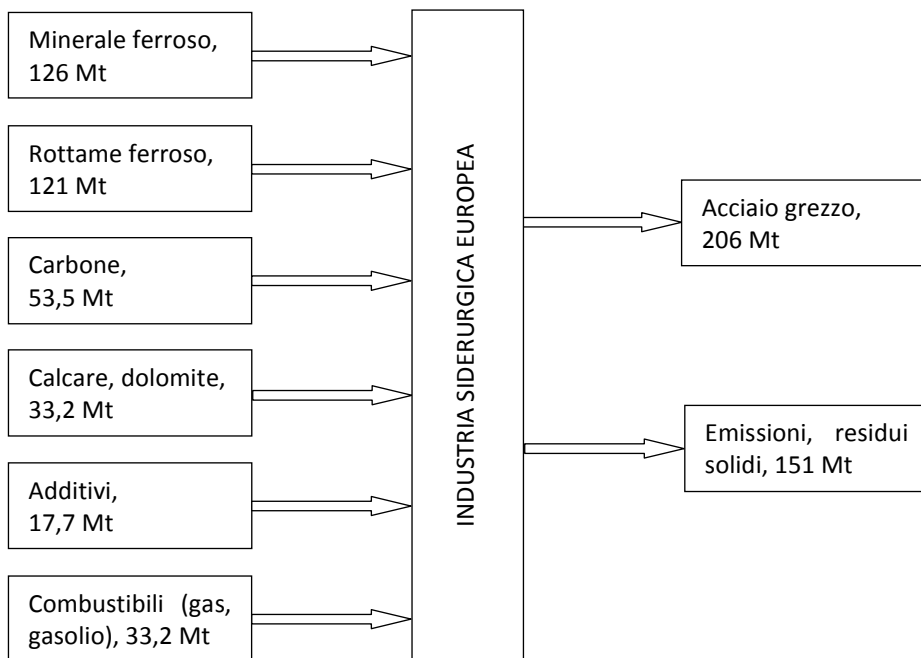 Minerale ferroso,
126 Mt
Rottame ferroso,
121 Mt
Carbone,
53,5 Mt
Calcare, dolomite,
33,2 Mt
Additivi,
17,7 Mt
Combustibili (gas,
gasolio), 33,2 Mt
INDUSTRIA SIDERURGICA EUROPEA
Acciaio grezzo,
206 Mt
Emissioni, residui
solidi, 151 Mt